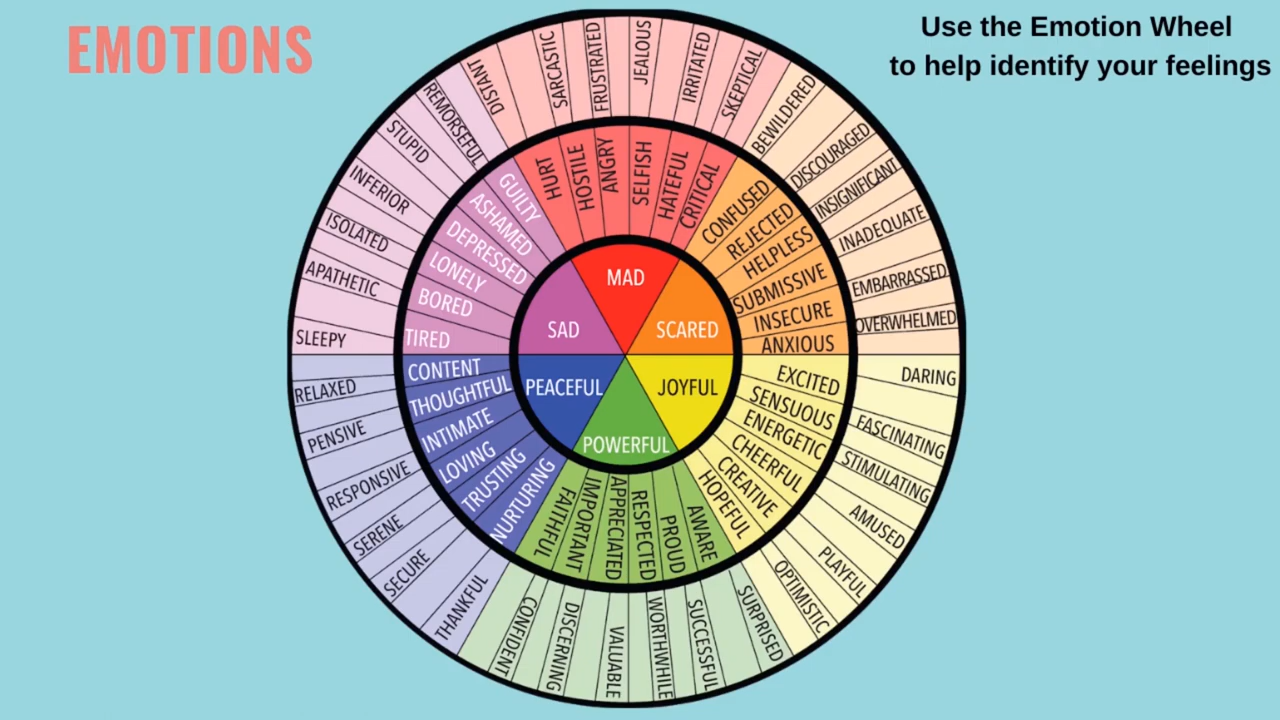 EMOTIONS
Use the Emotion Wheel
to help identify your feelings
MAD
SCARED
JOYFUL
POWERFUL
PEACEFUL
SAD
HURT
HOSTILE
ANGRY
SELFISH
HATEFUL
CRITICAL
CONFUSED
REJECTED
HELPLESS
SUBMISSIVE
INSECURE
ANXIOUS
EXCITED
SENSUOUS
ENERGETIC
CHEERFUL
CREATIVE
HOPEFUL
AWARE
PROUD
RESPECTED
APPRECIATED
IMPORTANT
FAITHFUL
NURTURING
TRUSTING
LOVING
INTIMATE
THOUGHTFUL
CONTENT
TIRED
BORED
LONELY
DEPRESSED
ASHAMED
GUILTY
DISTANT
SARCASTIC
FRUSTRATED
JEALOUS
IRRITATED
SKEPTICAL
BEWILDERED
DISCOURAGED
INSIGNIFICANT
INADEQUATE
EMBARRASSED
OVERWHELMED
DARING
FASCINATING
STIMULATING
AMUSED
PLAYFUL
OPTIMISTIC
SURPRISED
SUCCESSFUL
WORTHWHILE
VALUABLE
DISCERNING
CONFIDENT
THANKFUL
SECURE
SERENE
RESPONSIVE
PENSIVE
RELAXED
SLEEPY
APATHETIC
ISOLATED
INFERIOR
STUPID
REMORSEFUL